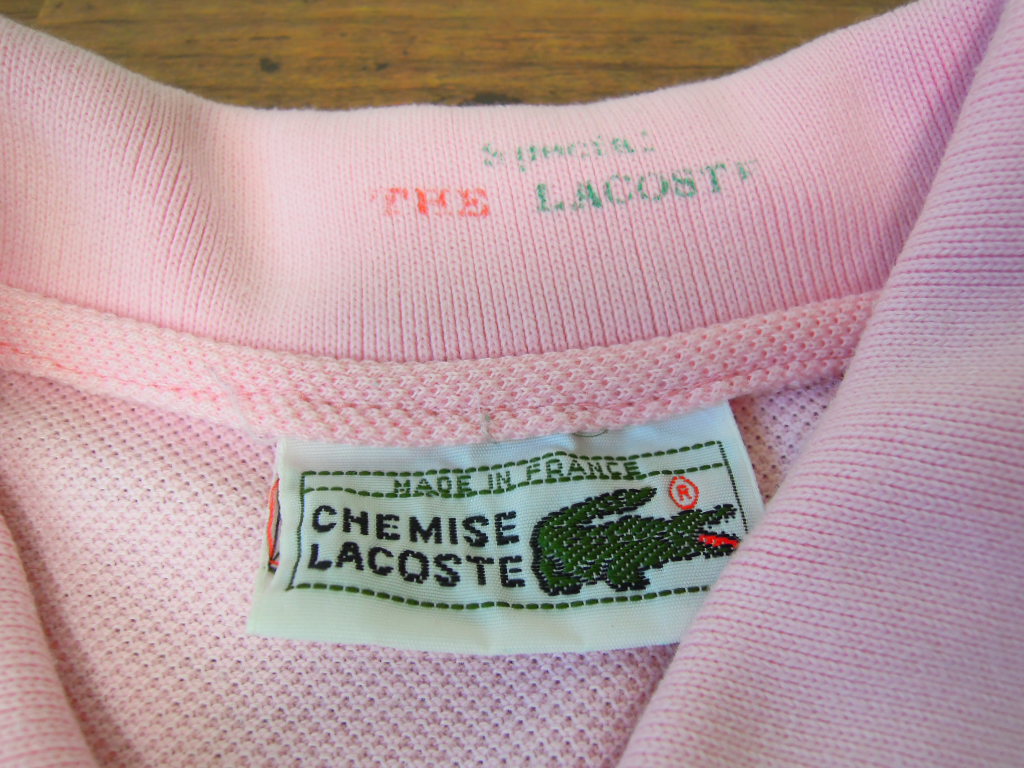 Special
THE LACOSTE
MADE IN FRANCE
CHEMISE
LACOSTE
®